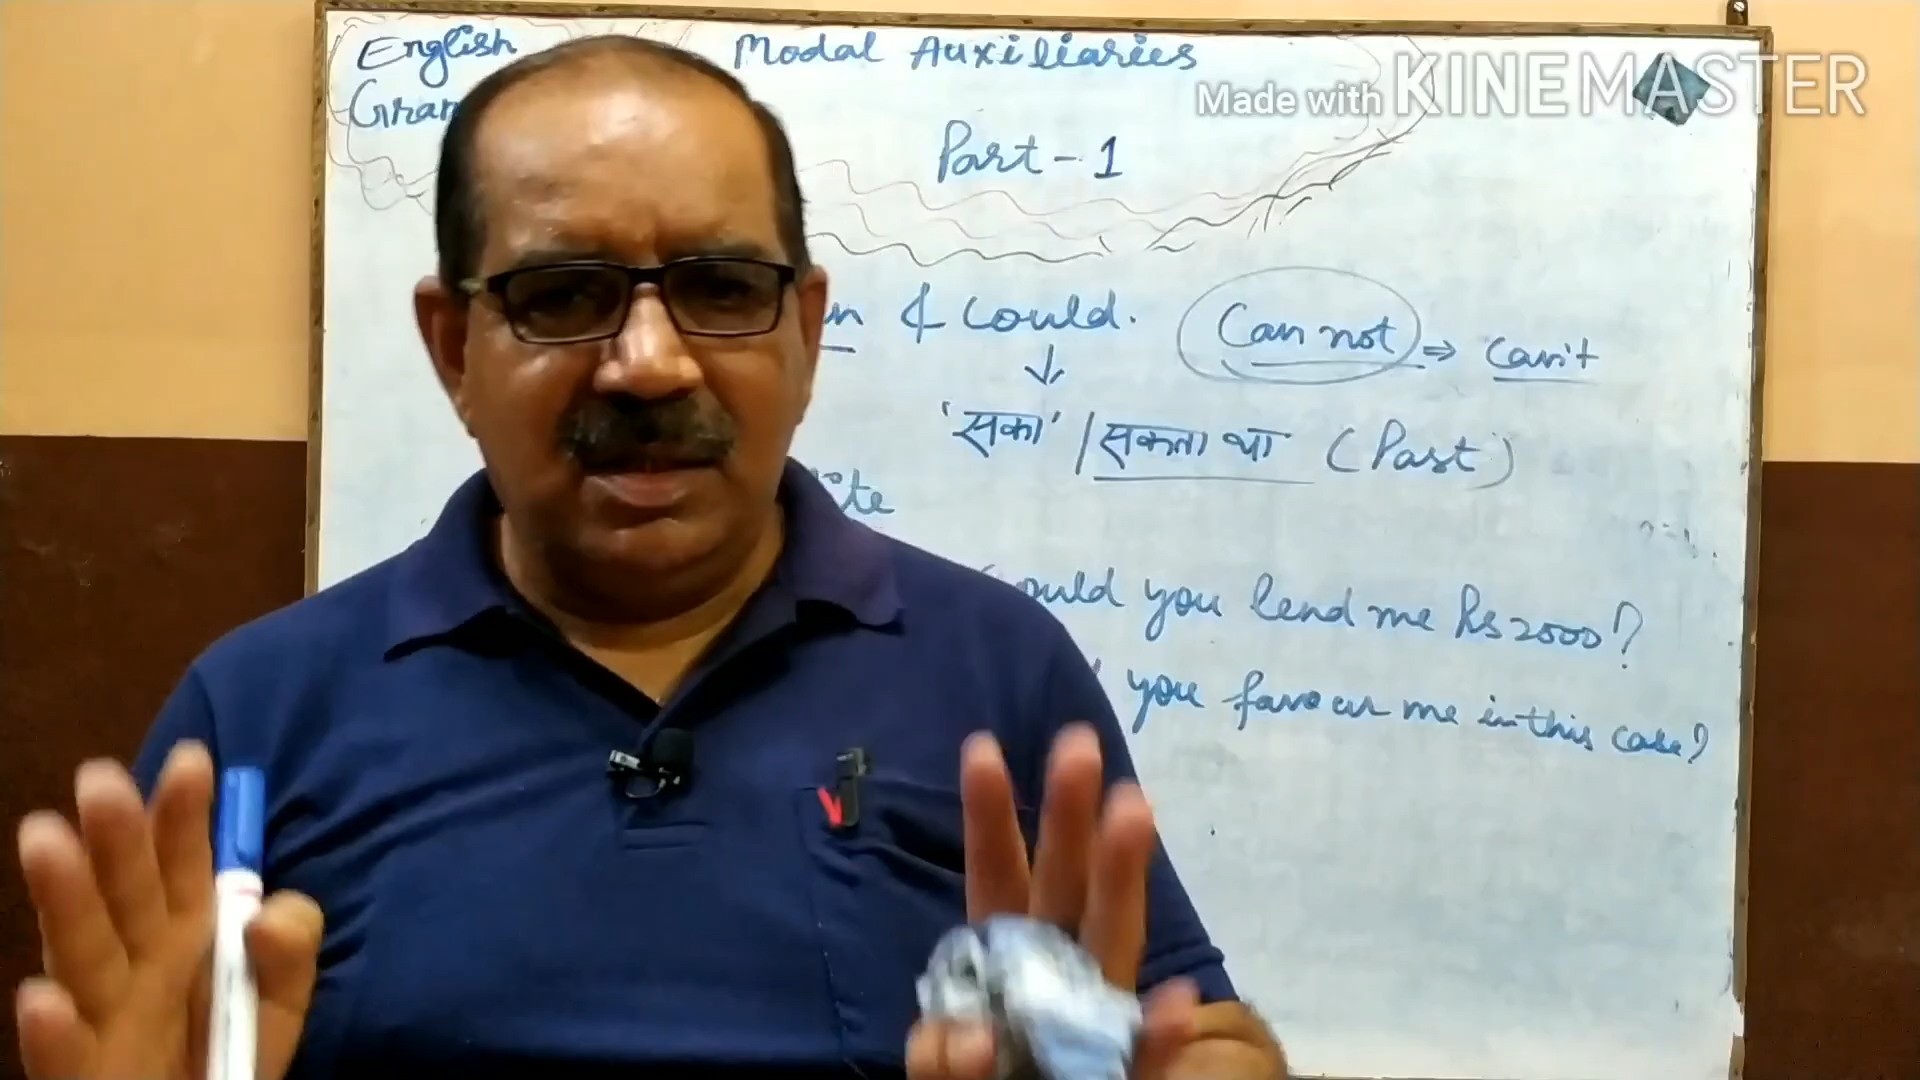 English Modal Auxiliaries
Made with KINEMASTER
Part-1
& Could. Can not ⇒ Can't
'सका' / सकता था (Past)
you lend me Rs 2000?
you favour me in this case?